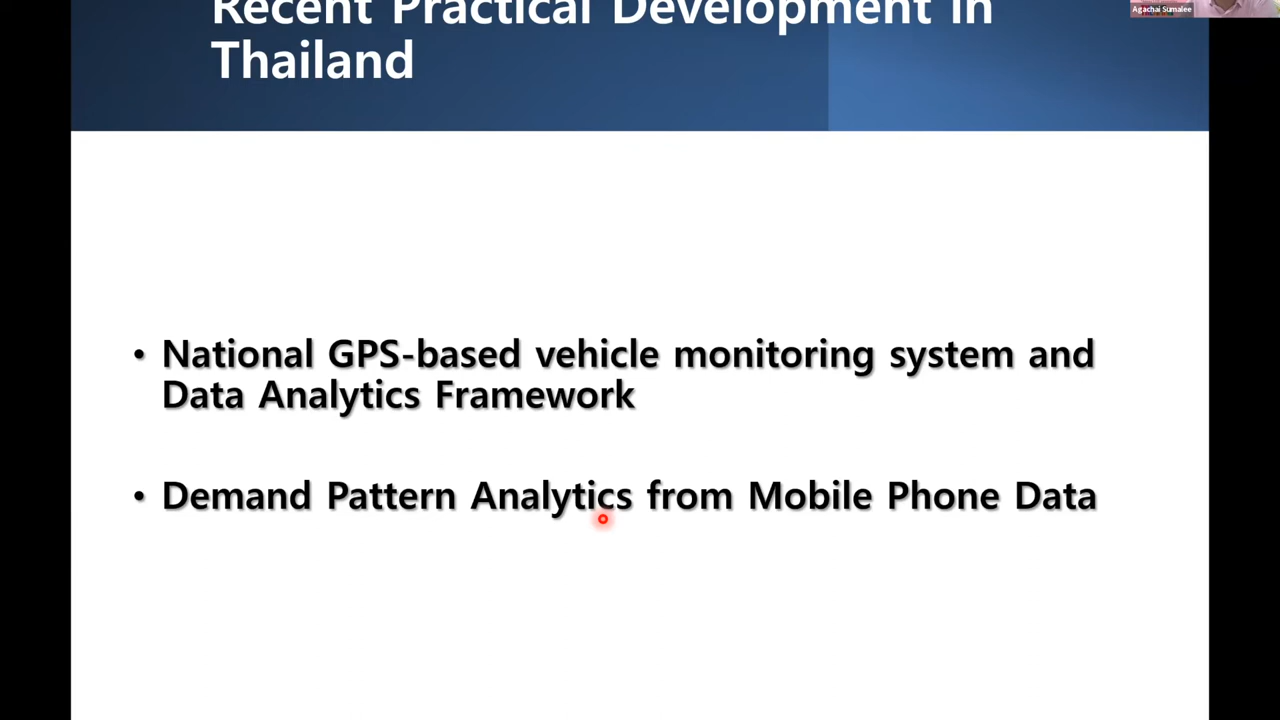 Recent Practical Development in
Thailand
Agachai Sumalee
• National GPS-based vehicle monitoring system and
Data Analytics Framework
• Demand Pattern Analytics from Mobile Phone Data